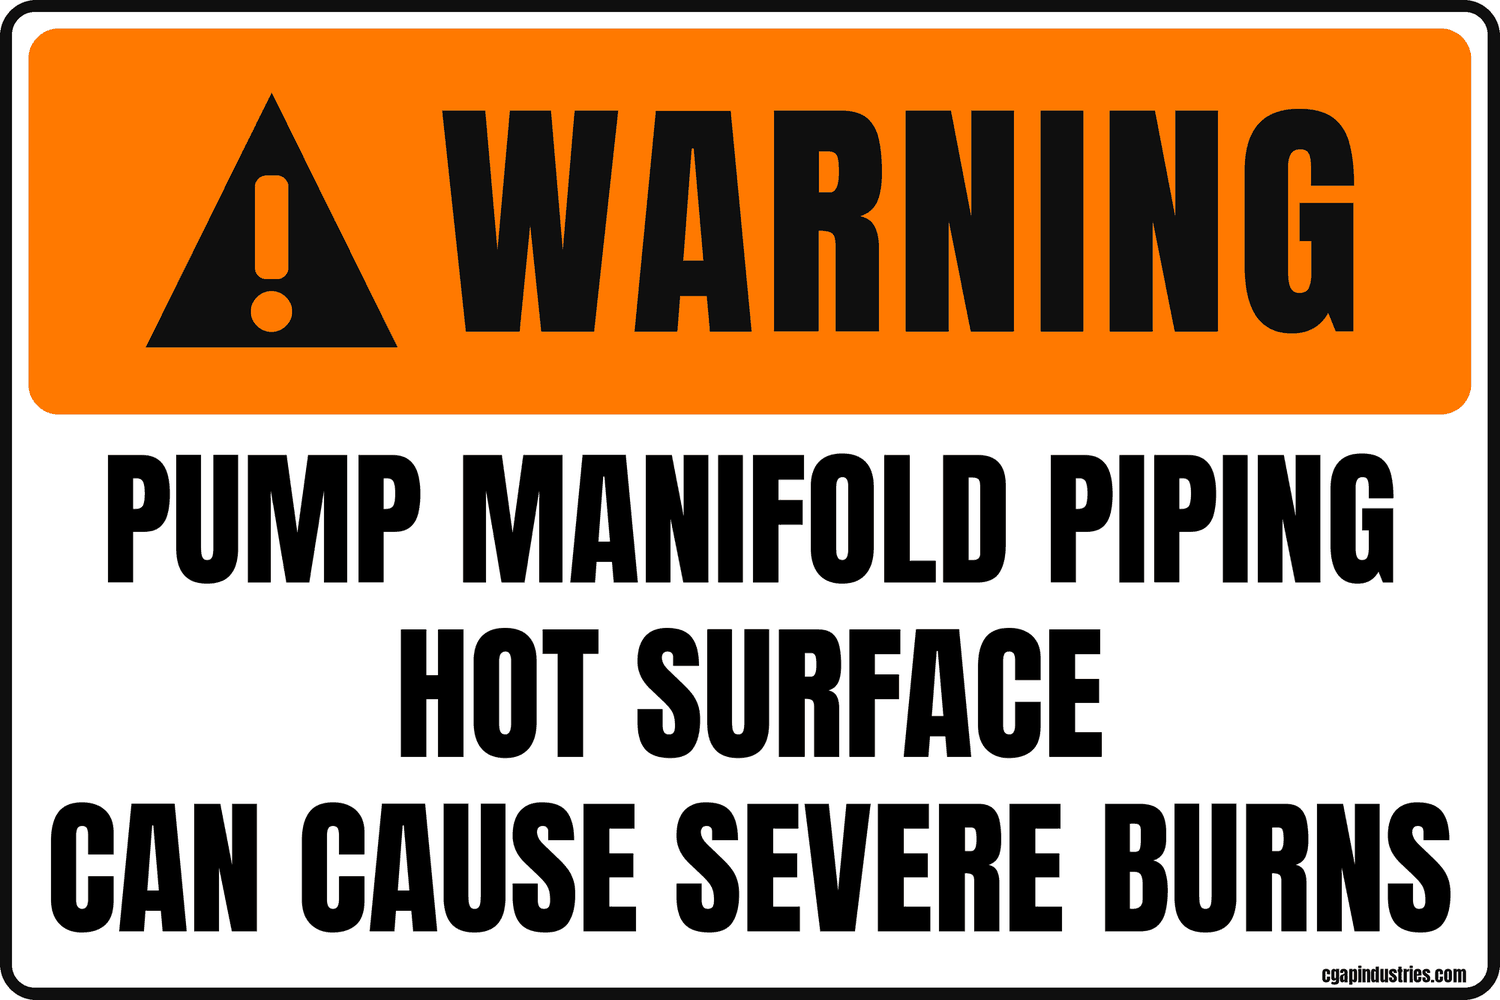 WARNING
PUMP MANIFOLD PIPING
HOT SURFACE
CAN CAUSE SEVERE BURNS
cgapindustries.com